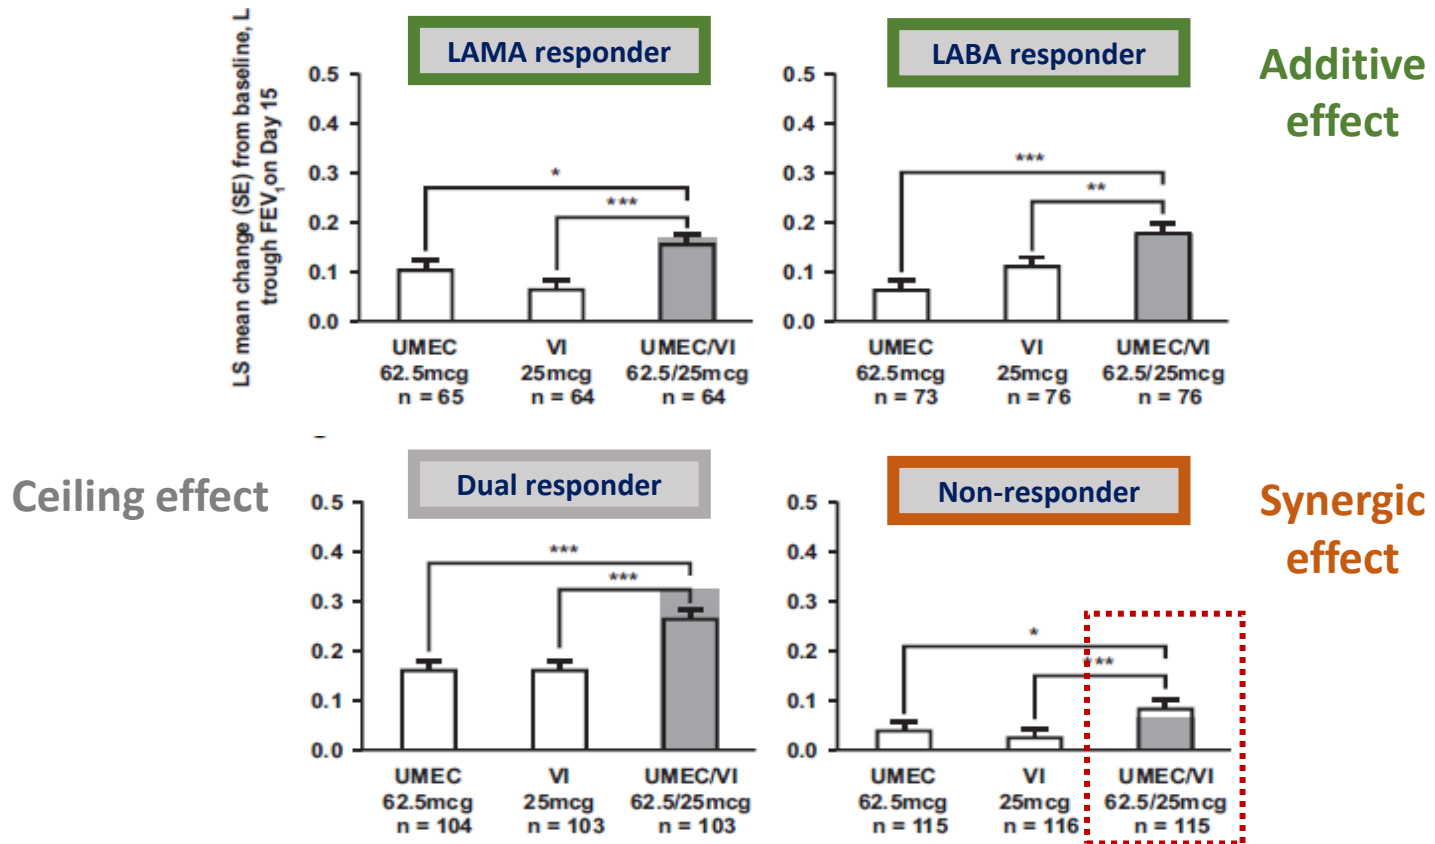 LS mean change (SE) from baseline, L
trough FEV1 on Day 15
LAMA responder
0.5
0.4
0.3
0.2
0.1
0.0
*
***
UMEC
62.5mcg
n = 65
VI
25mcg
n = 64
UMEC/VI
62.5/25mcg
n = 64
LABA responder
0.5
0.4
0.3
0.2
0.1
0.0
***
**
UMEC
62.5mcg
n = 73
VI
25mcg
n = 76
UMEC/VI
62.5/25mcg
n = 76
Additive
effect
Ceiling effect
Dual responder
0.5
0.4
0.3
0.2
0.1
0.0
***
***
UMEC
62.5mcg
n = 104
VI
25mcg
n = 103
UMEC/VI
62.5/25mcg
n = 103
Non-responder
0.5
0.4
0.3
0.2
0.1
0.0
*
***
UMEC
62.5mcg
n = 115
VI
25mcg
n = 116
UMEC/VI
62.5/25mcg
n = 115
Synergic
effect